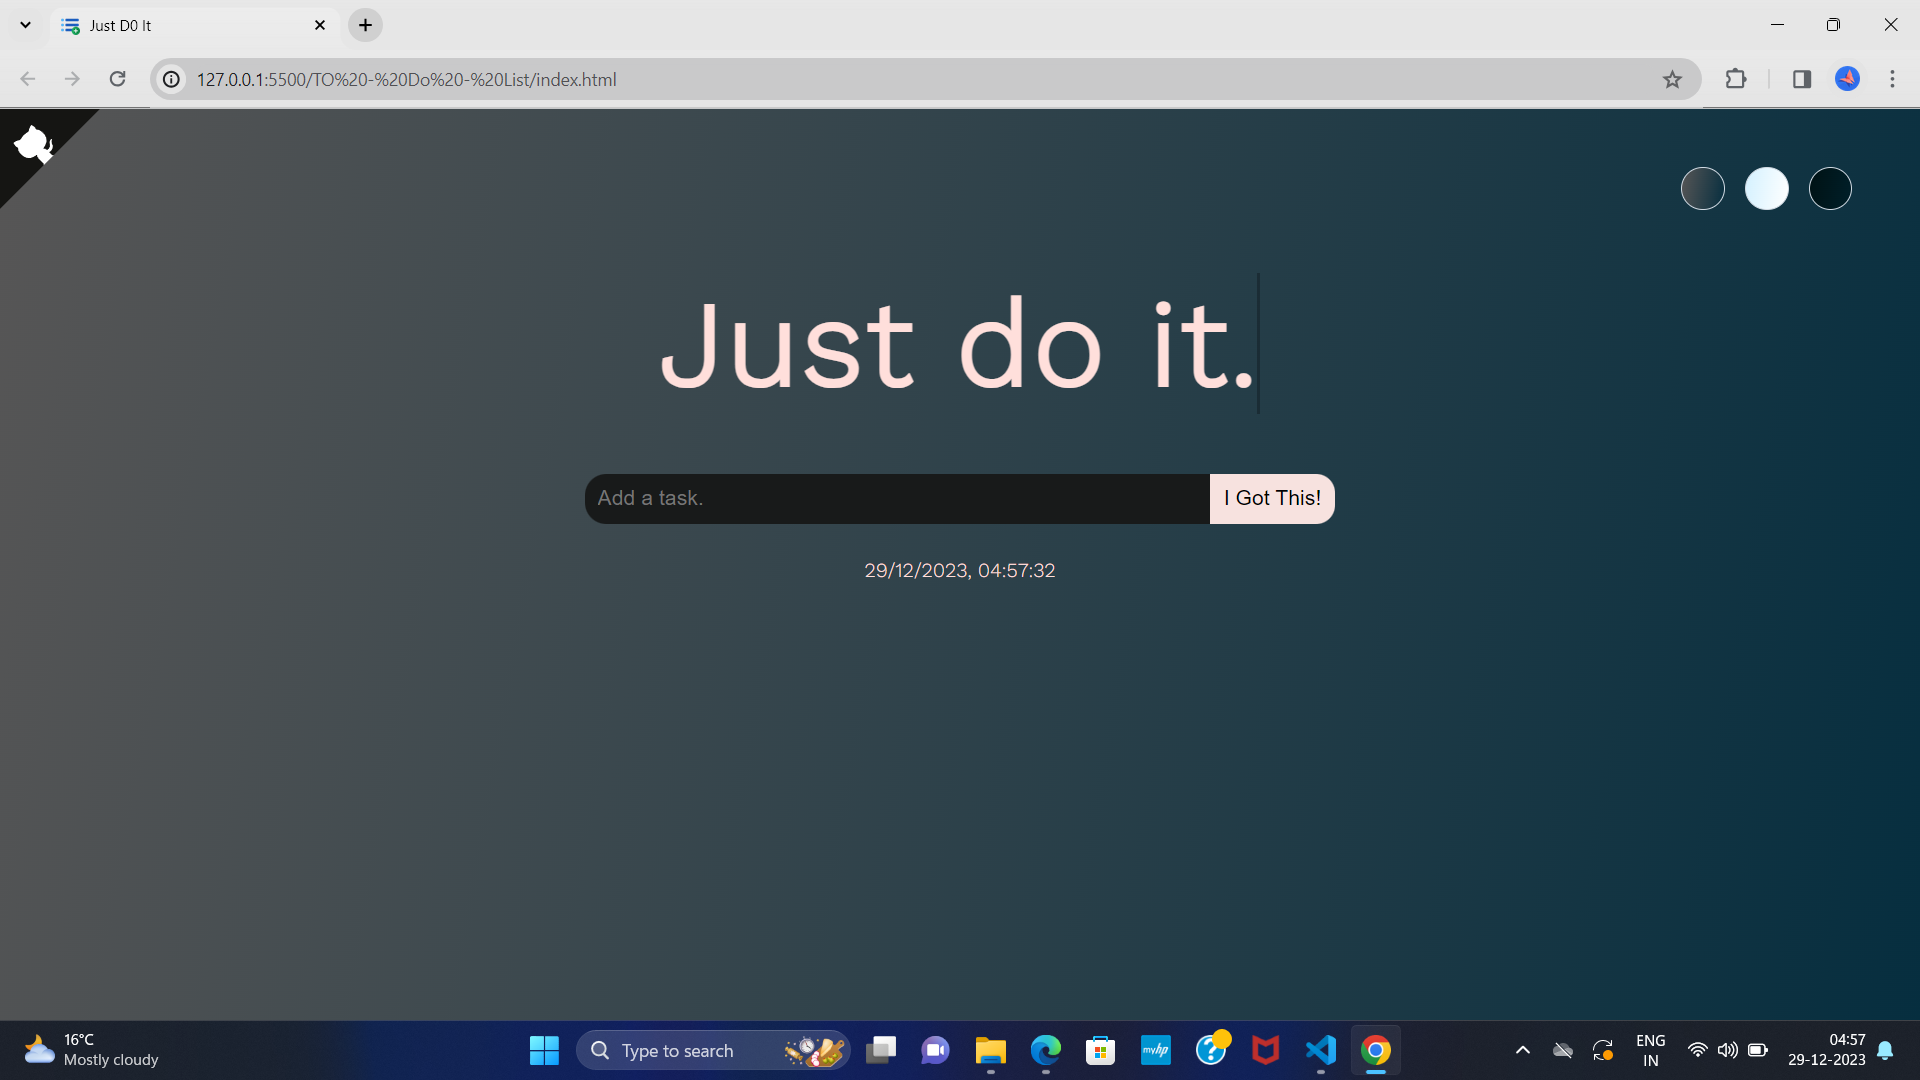 Just D0 It
127.0.0.1:5500/TO%20-%20Do%20-%20List/index.html
Just do it.
Add a task.
I Got This!
29/12/2023, 04:57:32
16°C
Mostly cloudy
Type to search
myhp
ENG
IN
04:57
29-12-2023